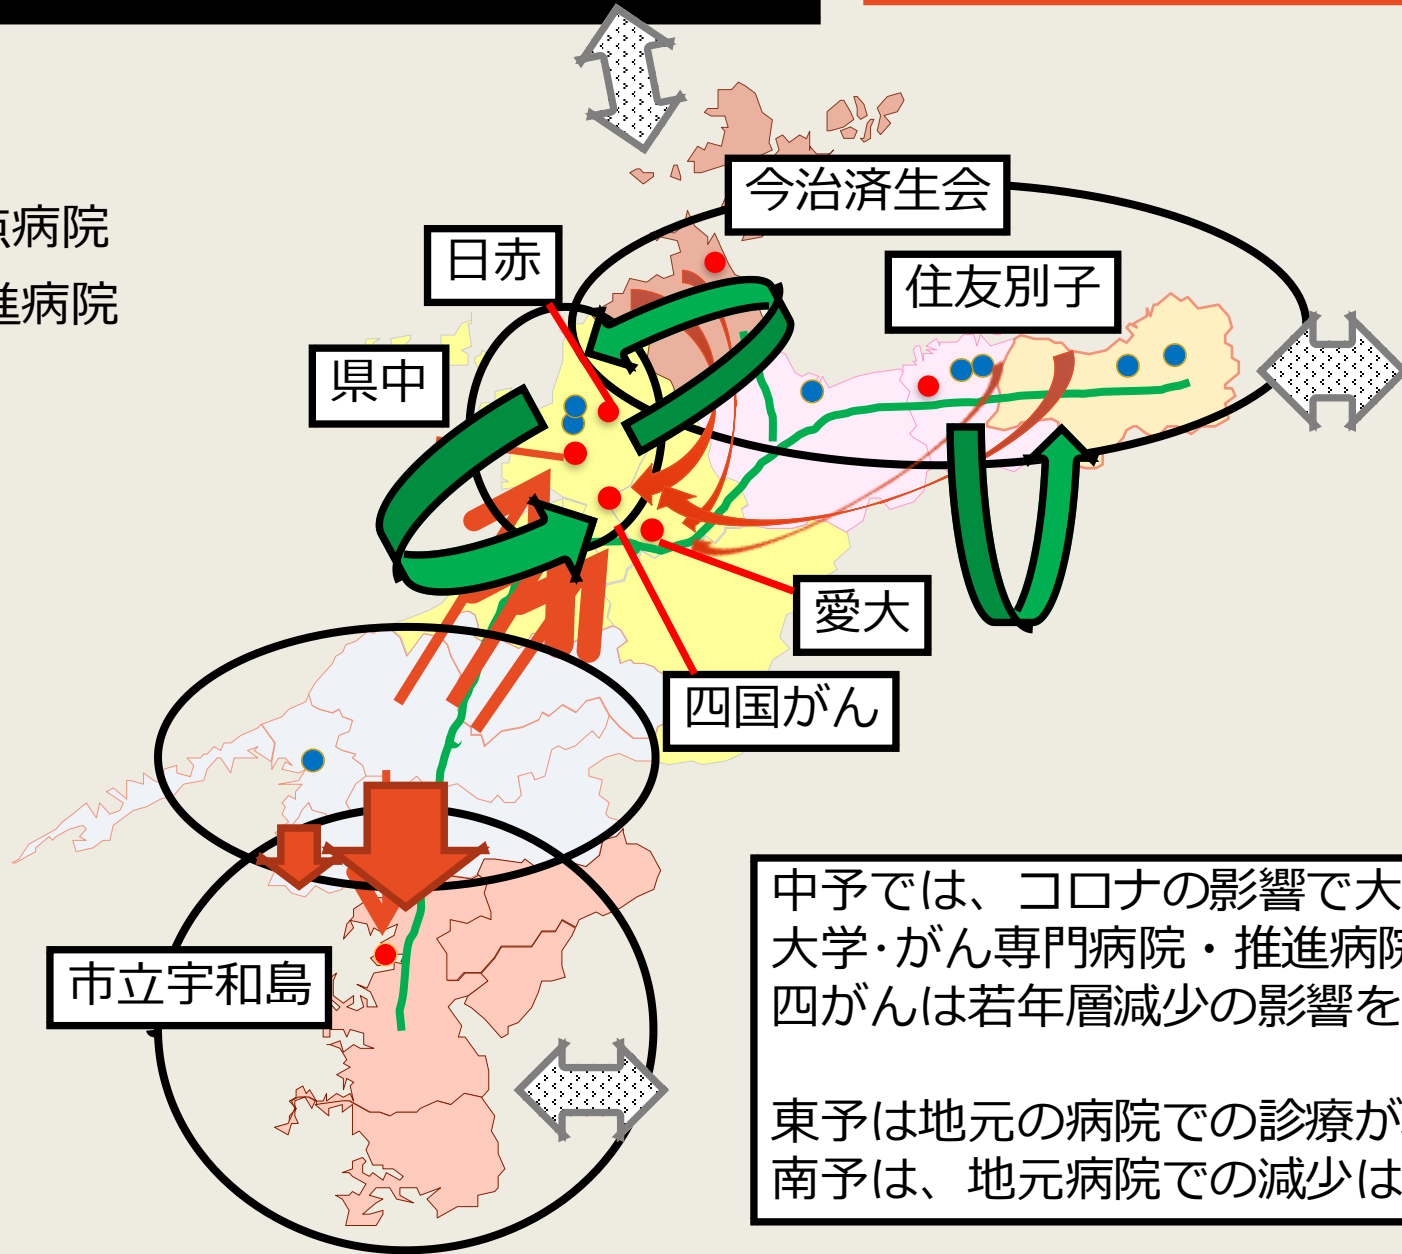 点病院
進病院
今治済生会
日赤
住友別子
県中
愛大
四国がん
市立宇和島
中予では、コロナの影響で大
大学･がん専門病院・推進病院
四がんは若年層減少の影響を
東予は地元の病院での診療が
南予は、地元病院での減少は